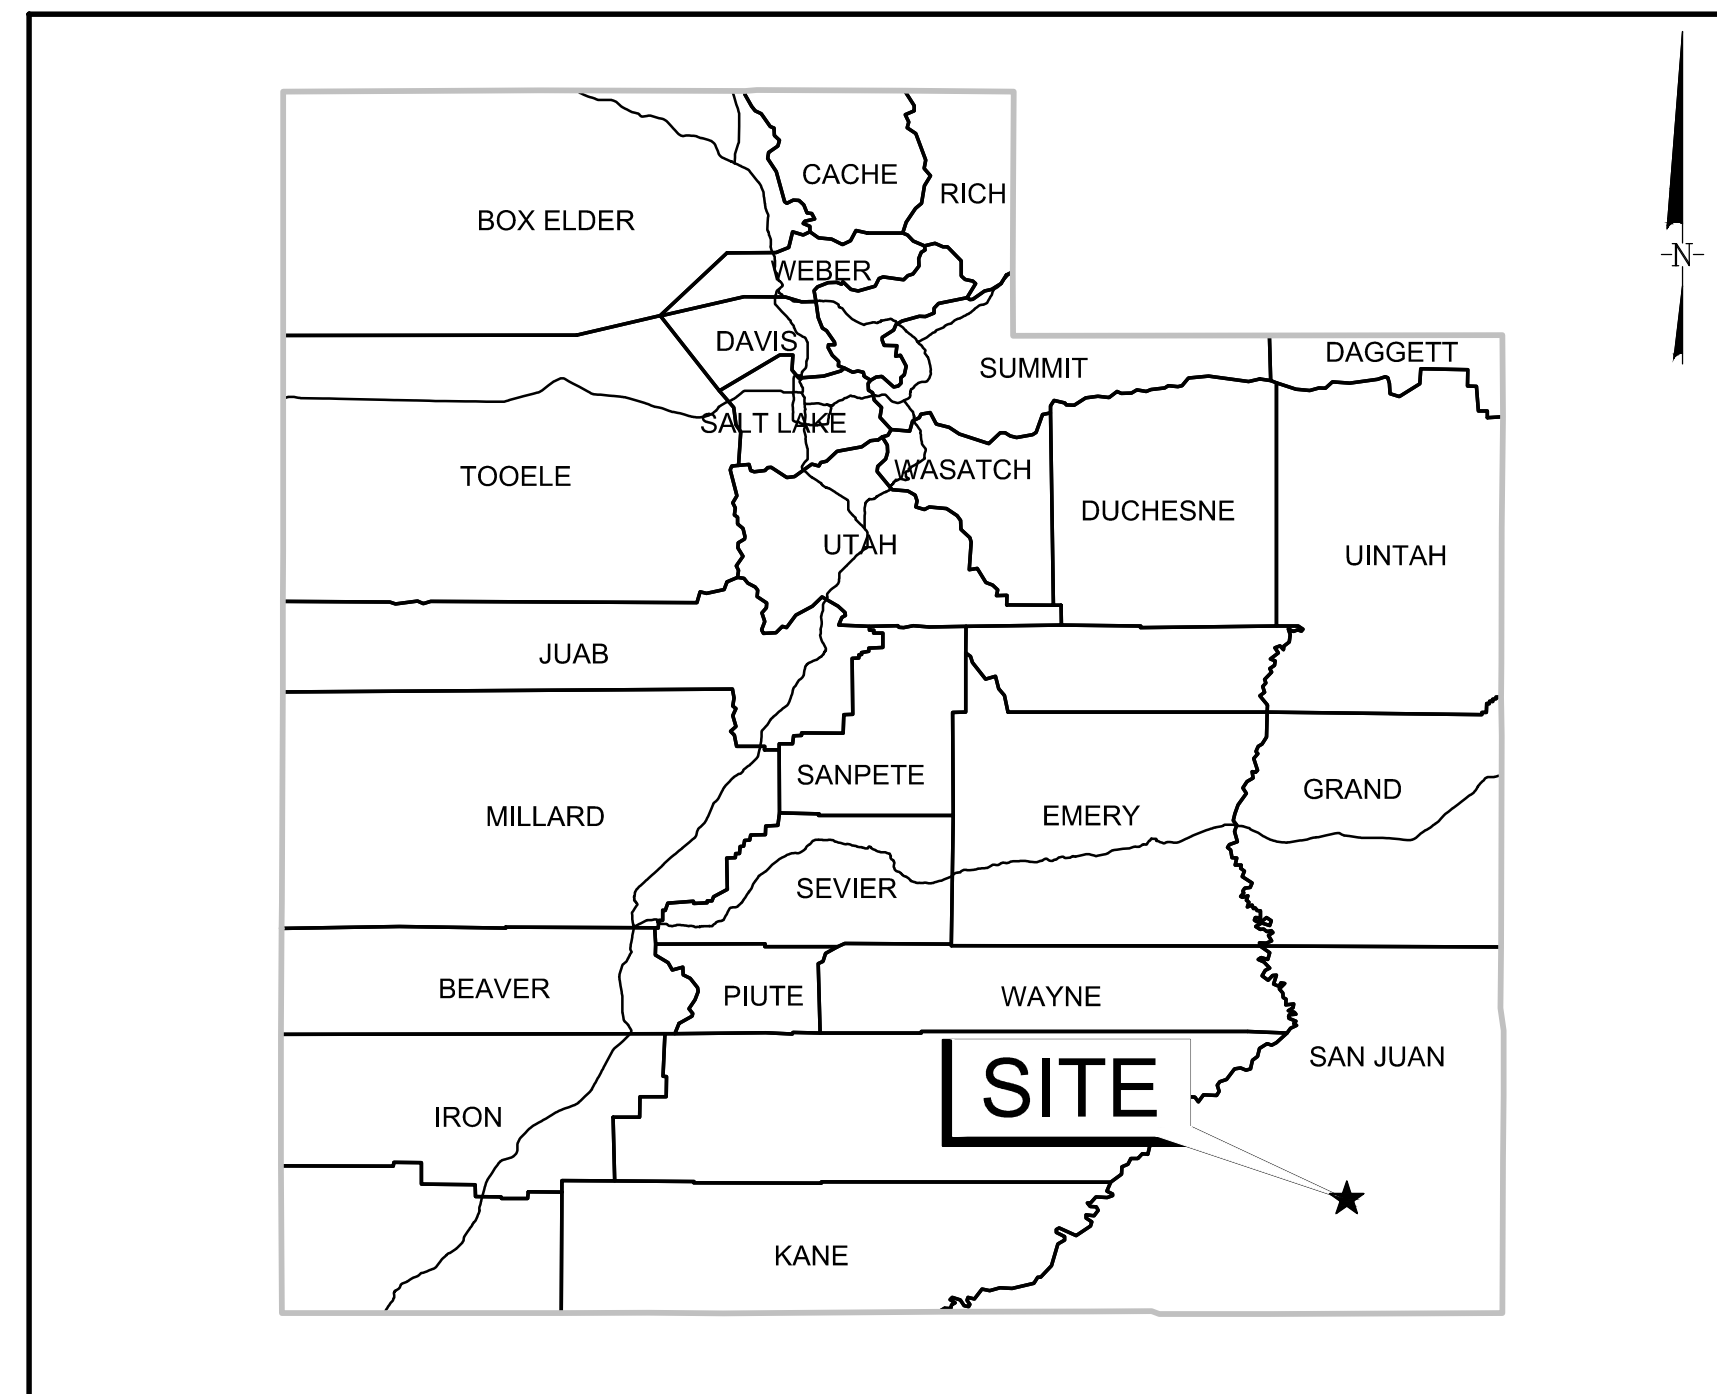 CACHE
RICH
BOX ELDER
N
WEBER
DAVIS
DAGGETT
SUMMIT
SALT LAKE
WASATCH
TOOELE
DUCHESNE
UTAH
UINTAH
JUAB
SANPETE
GRAND
MILLARD
EMERY
SEVIER
BEAVER
PIUTE
WAYNE
SAN JUAN
SITE
IRON
KANE